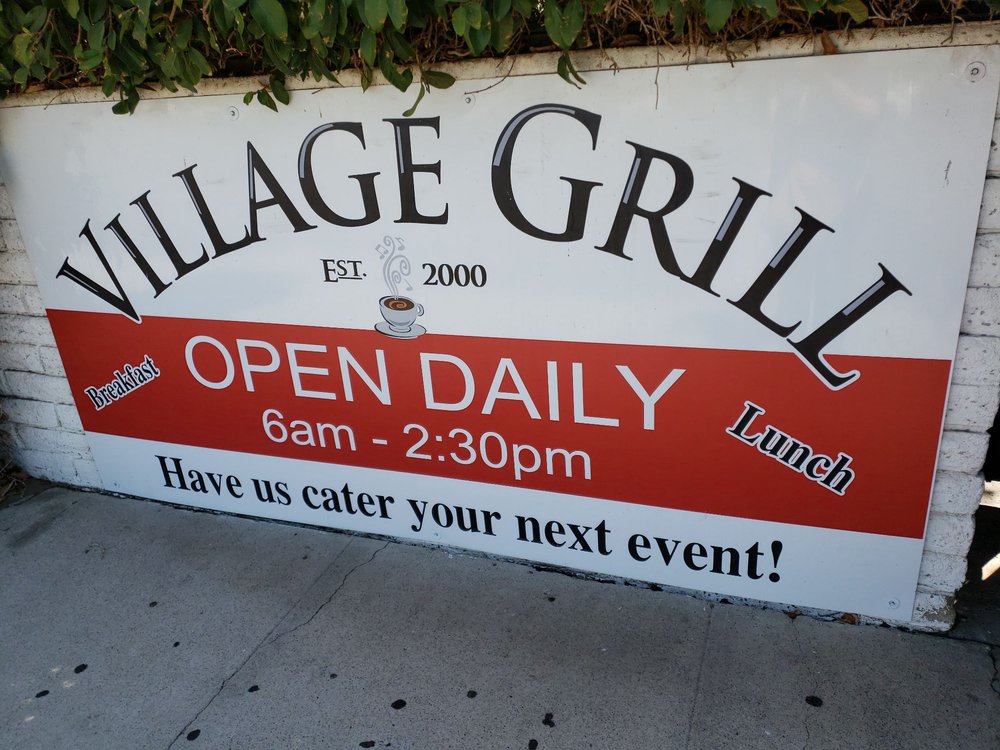 VILLAGE GRILL
EST. 2000
OPEN DAILY
Breakfast
6am - 2:30pm
Lunch
Have us cater your next event!